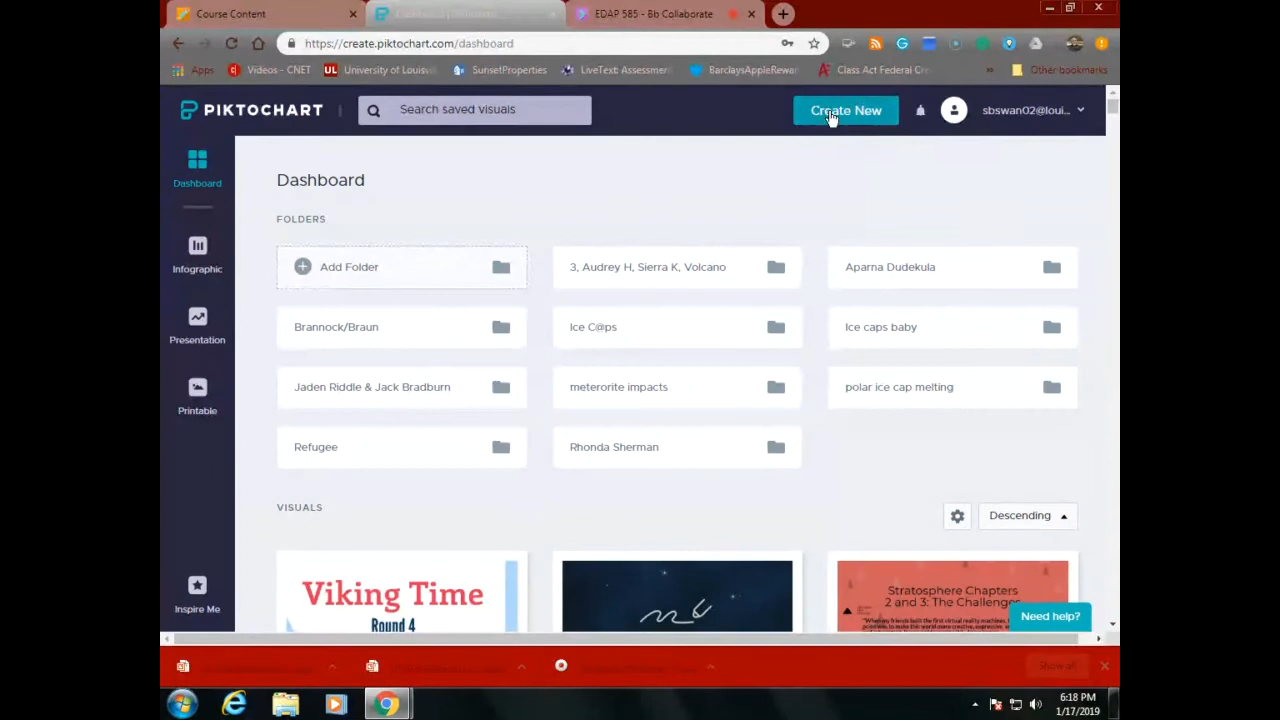 Course Content
EDAP 585 - Bb Collaborate
https://create.piktochart.com/dashboard
Apps
Videos - CNET
University of Louisv
SunsetProperties
LiveText: Assessmen
BarclaysAppleRewar
Class Act Federal Cre
»
Other bookmarks
PIKTOCHART
Search saved visuals
Create New
sbswan02@loui...
Dashboard
Infographic
Presentation
Printable
Inspire Me
Dashboard
FOLDERS
Add Folder
3, Audrey H, Sierra K, Volcano
Aparna Dudekula
Brannock/Braun
Ice C@ps
Ice caps baby
Jaden Riddle & Jack Bradburn
meterorite impacts
polar ice cap melting
Refugee
Rhonda Sherman
VISUALS
Descending
Viking Time
Round 4
Stratosphere Chapters
2 and 3: The Challenges
Need help?
Show all
6:18 PM
1/17/2019